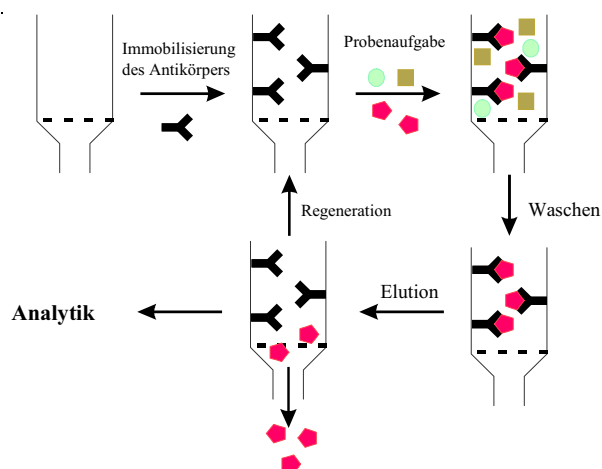 .
Immobilisierung
des Antikörpers
Probenaufgabe
Regeneration
Waschen
Elution
Analytik